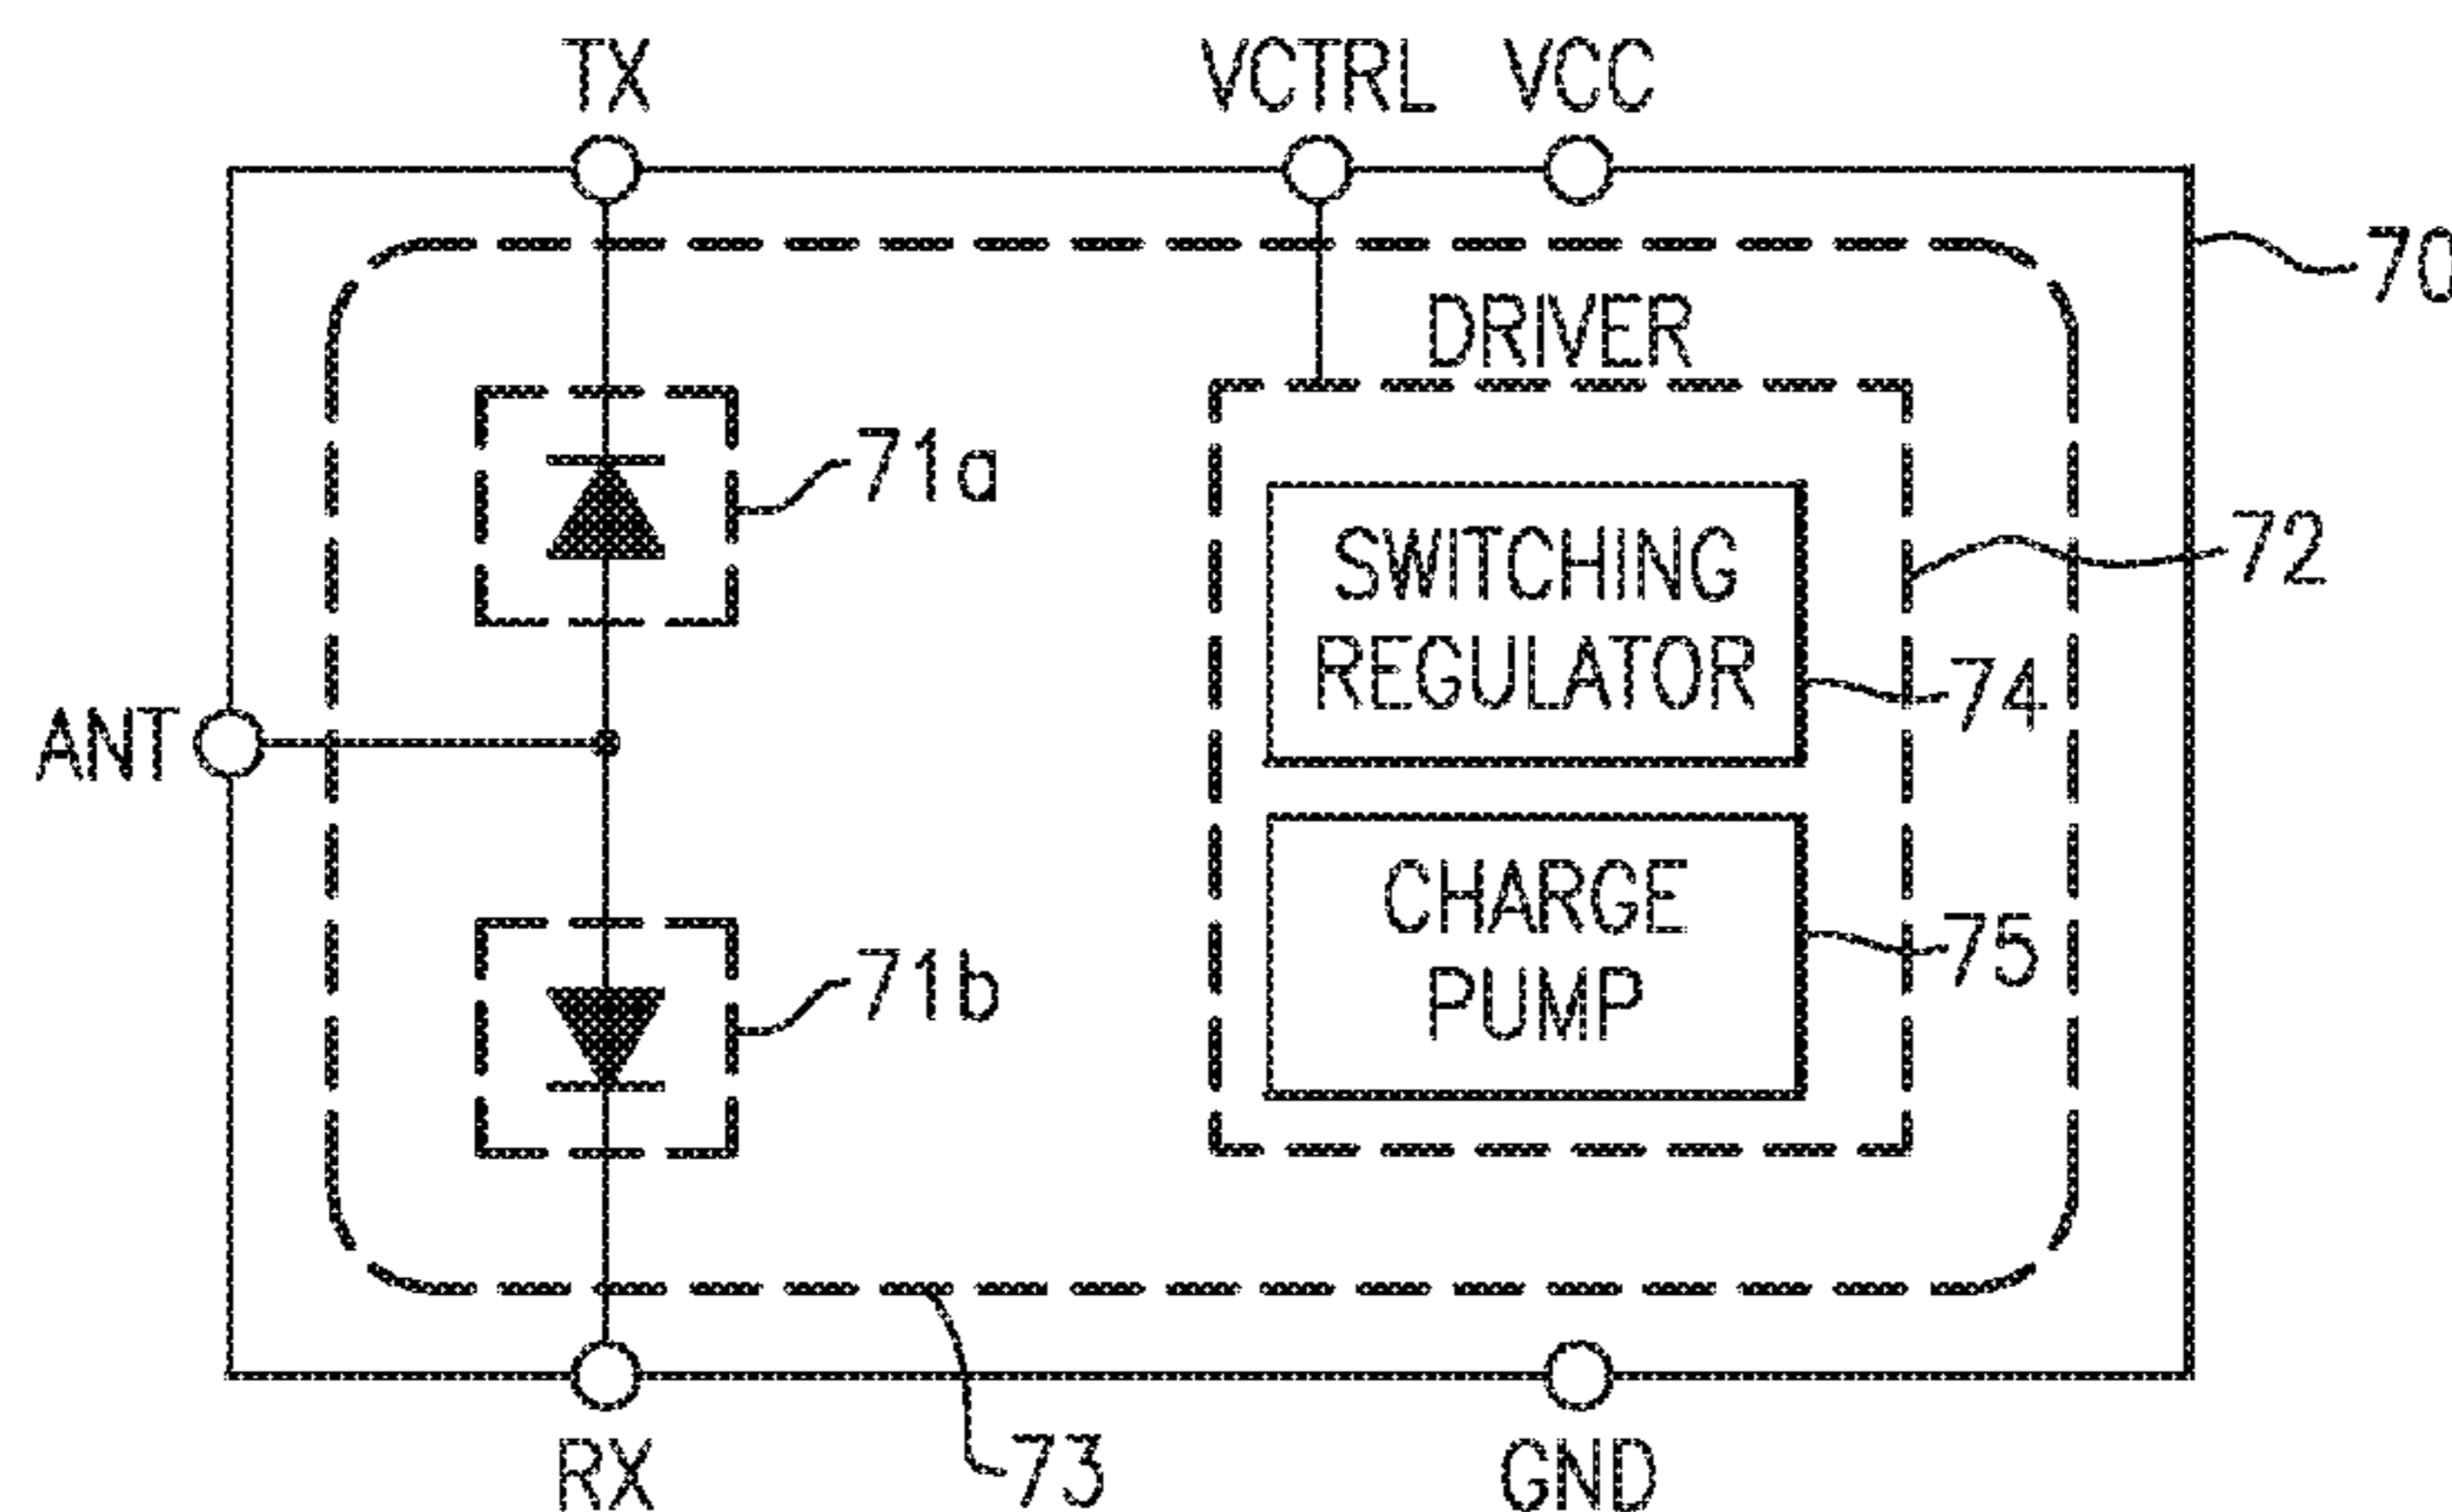 TX
VCTRL
VCC
70
DRIVER
71a
SWITCHING
REGULATOR
72
74
ANT
CHARGE
PUMP
75
71b
73
RX
GND